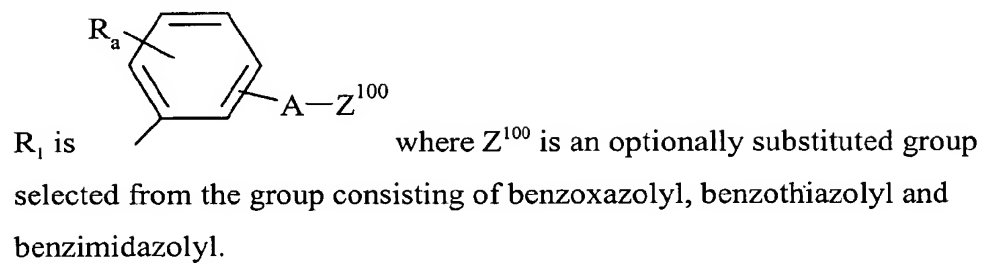 Rₐ
A—Z¹⁰⁰
R₁ is where Z¹⁰⁰ is an optionally substituted group
selected from the group consisting of benzoxazolyl, benzothiazolyl and
benzimidazolyl.